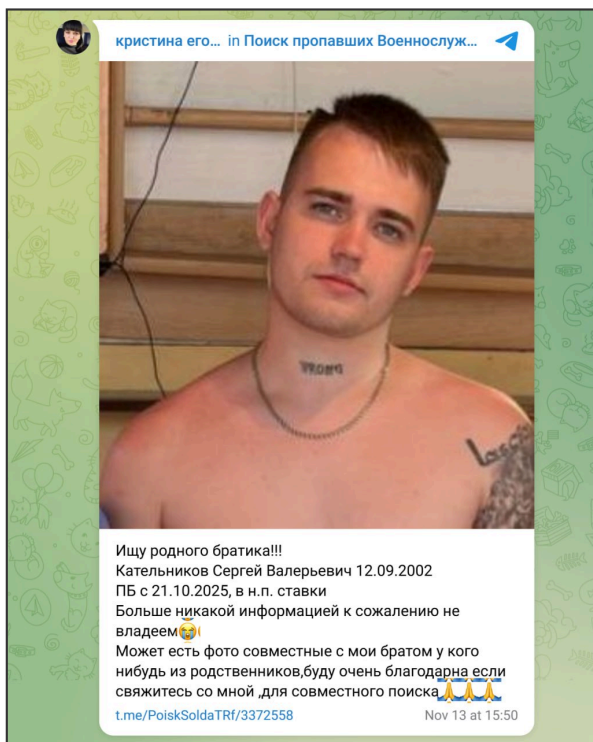 кристина его... in Поиск пропавших Военнослуж...
VRONG
Ищу родного братика!!!
Кательников Сергей Валерьевич 12.09.2002
ПБ с 21.10.2025, в н.п. ставки
Больше никакой информацией к сожалению не
владеем😭
Может есть фото совместные с мои братом у кого
нибудь из родственников,буду очень благодарна если
свяжитесь со мной ,для совместного поиска🙏🙏🙏
t.me/PoiskSoldaTRf/3372558 Nov 13 at 15:50